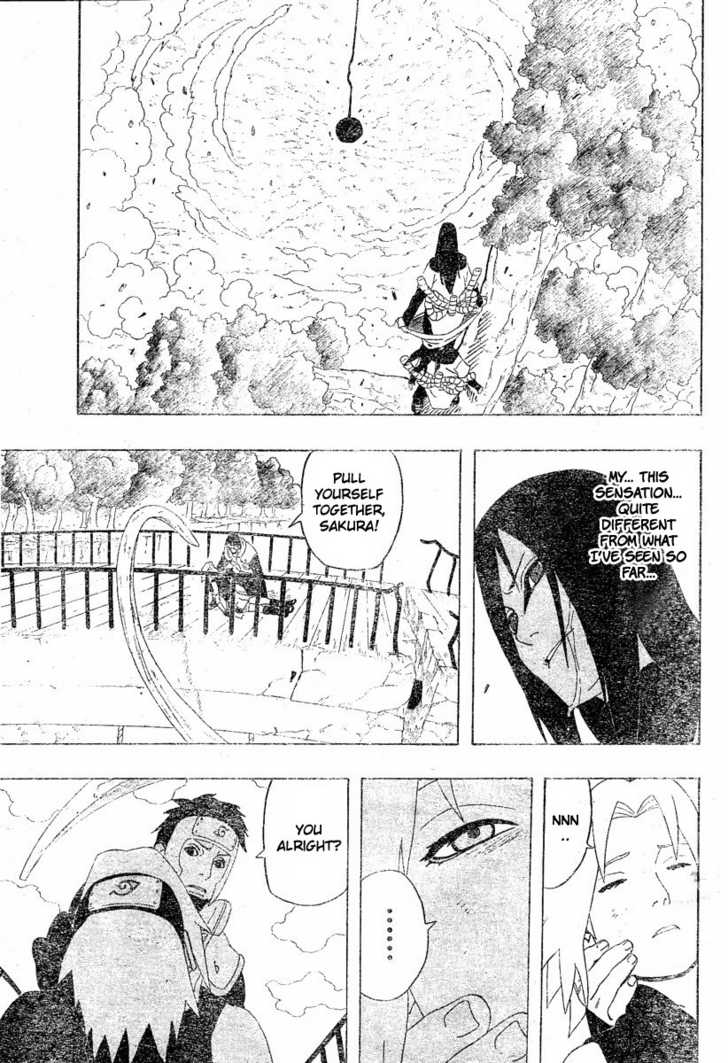 MY... THIS
SENSATION...
QUITE
DIFFERENT
FROM WHAT
I'VE SEEN SO
FAR...
PULL
YOURSELF
TOGETHER,
SAKURA!
NNN
..
......
YOU
ALRIGHT?